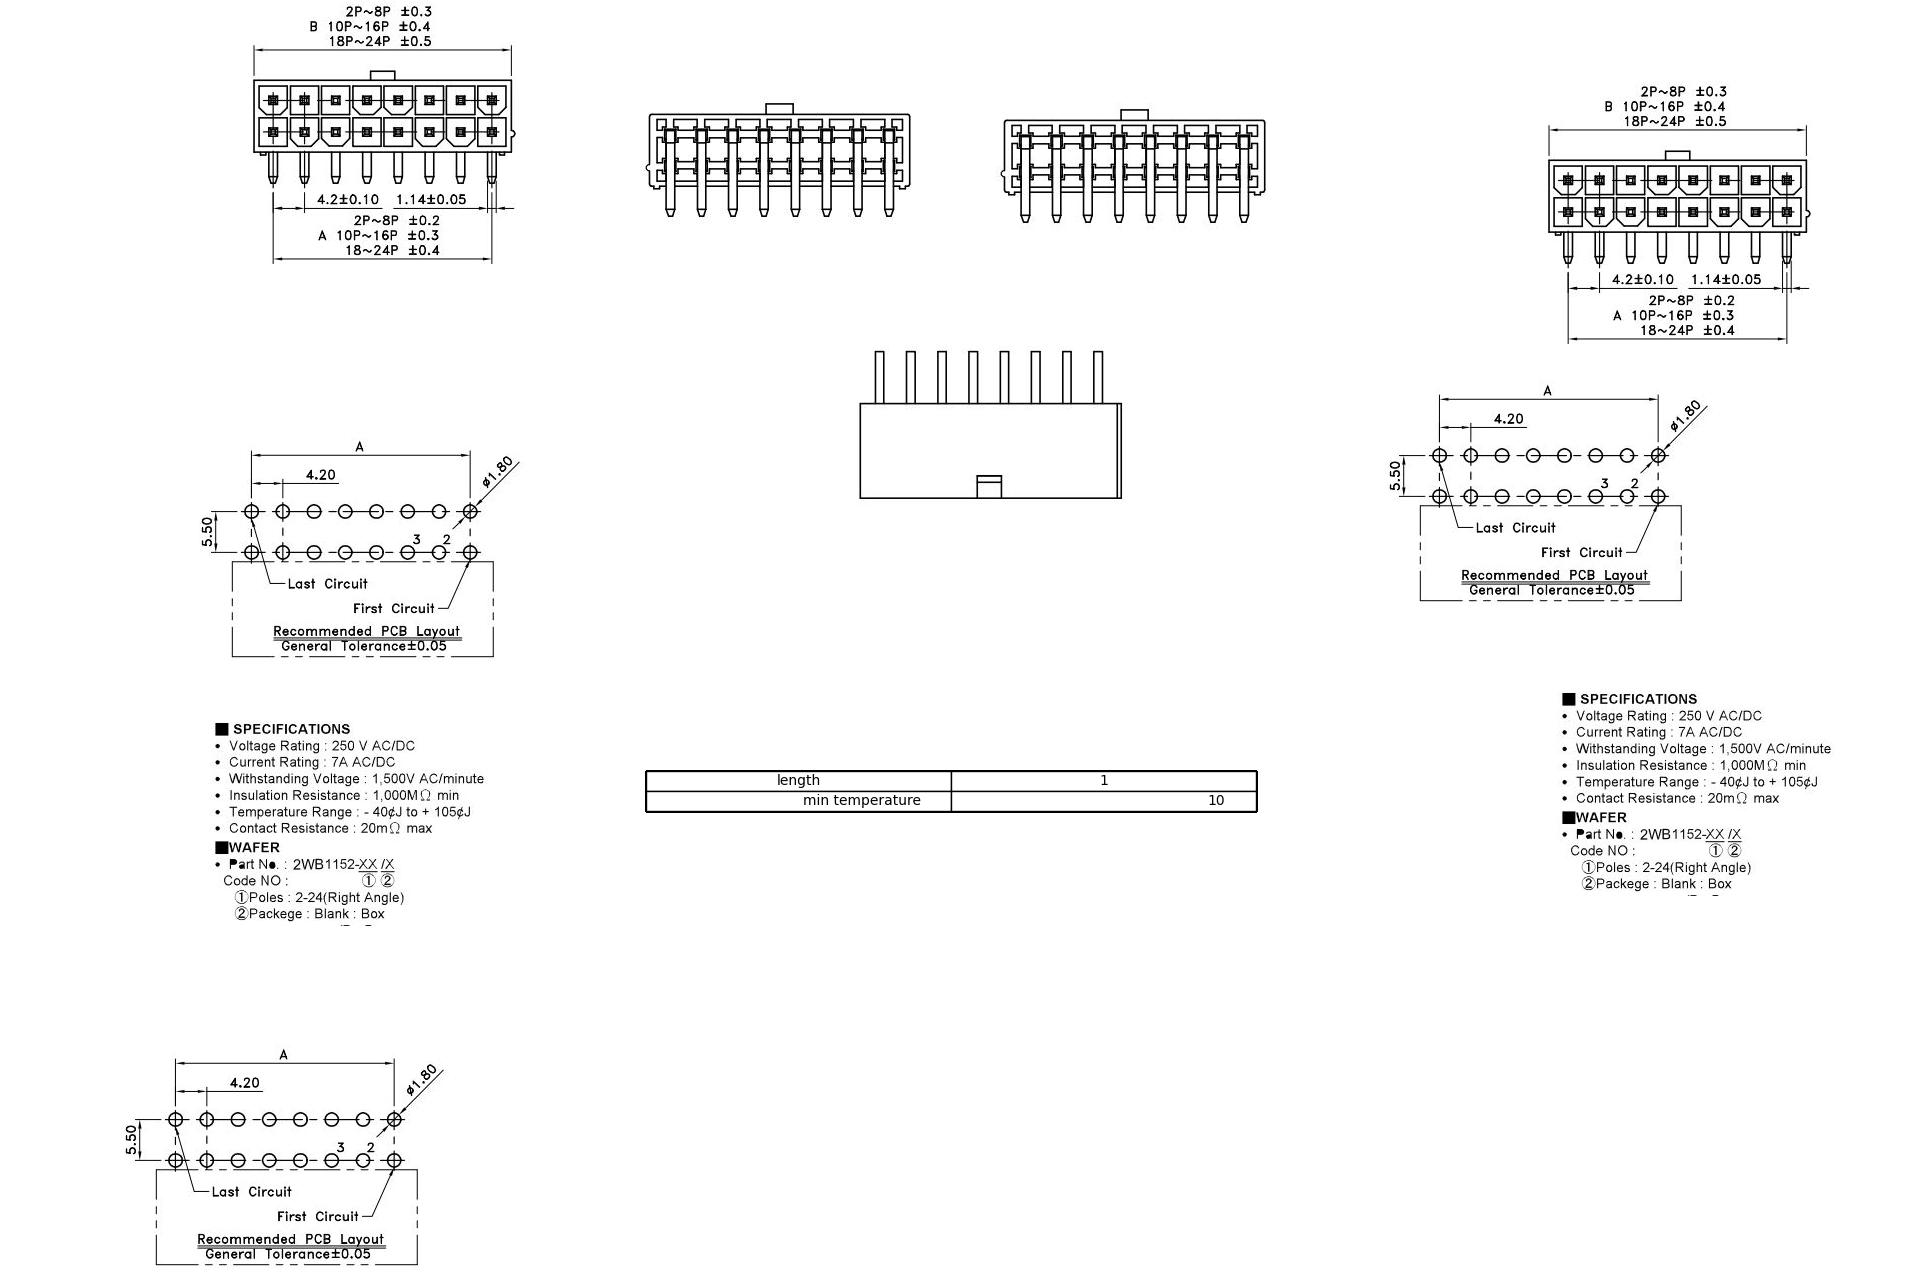 2P~8P ±0.3
B 10P~16P ±0.4
18P~24P ±0.5
4.2±0.10 1.14±0.05
2P~8P ±0.2
A 10P~16P ±0.3
18~24P ±0.4
2P~8P ±0.3
B 10P~16P ±0.4
18P~24P ±0.5
4.2±0.10 1.14±0.05
2P~8P ±0.2
A 10P~16P ±0.3
18~24P ±0.4
A
4.20
ø1.80
5.50
3 2
Last Circuit
First Circuit
Recommended PCB Layout
General Tolerance±0.05
A
4.20
ø1.80
5.50
3 2
Last Circuit
First Circuit
Recommended PCB Layout
General Tolerance±0.05
■ SPECIFICATIONS
• Voltage Rating : 250 V AC/DC
• Current Rating : 7A AC/DC
• Withstanding Voltage : 1,500V AC/minute
• Insulation Resistance : 1,000MΩ min
• Temperature Range : - 40¢J to + 105¢J
• Contact Resistance : 20mΩ max
■WAFER
• Part No. : 2WB1152-XX /X
Code NO : ① ②
①Poles : 2-24(Right Angle)
②Packege : Blank : Box
length 1
min temperature 10
■ SPECIFICATIONS
• Voltage Rating : 250 V AC/DC
• Current Rating : 7A AC/DC
• Withstanding Voltage : 1,500V AC/minute
• Insulation Resistance : 1,000MΩ min
• Temperature Range : - 40¢J to + 105¢J
• Contact Resistance : 20mΩ max
■WAFER
• Part No. : 2WB1152-XX /X
Code NO : ① ②
①Poles : 2-24(Right Angle)
②Packege : Blank : Box
A
4.20
ø1.80
5.50
3 2
Last Circuit
First Circuit
Recommended PCB Layout
General Tolerance±0.05